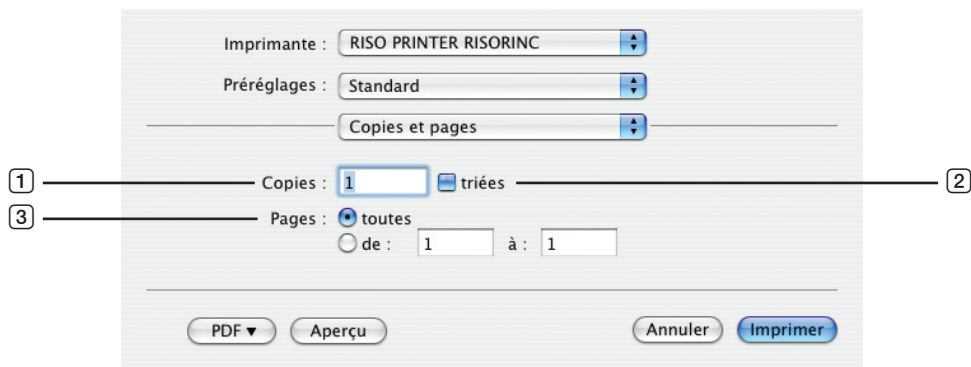 Imprimante : RISO PRINTER RISORINC
Préréglages : Standard
Copies et pages
1 Copies : 1 triées 2
3 Pages : toutes
de : 1 à : 1
PDF ▼ Aperçu Annuler Imprimer